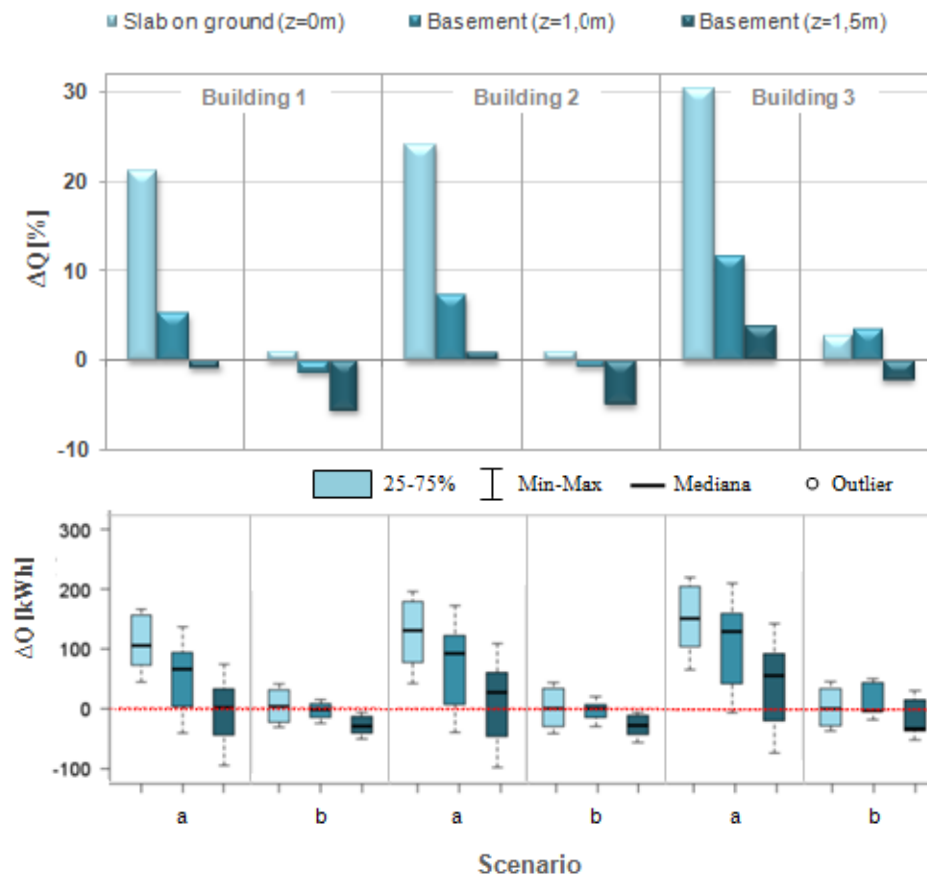 Slab on ground (z=0m) Basement (z=1,0m) Basement (z=1,5m)
Building 1 Building 2 Building 3
30
20
10
0
-10
ΔQ [%]
25-75% Min-Max Mediana Outlier
300
200
100
0
-100
ΔQ [kWh]
a b a b a b
Scenario